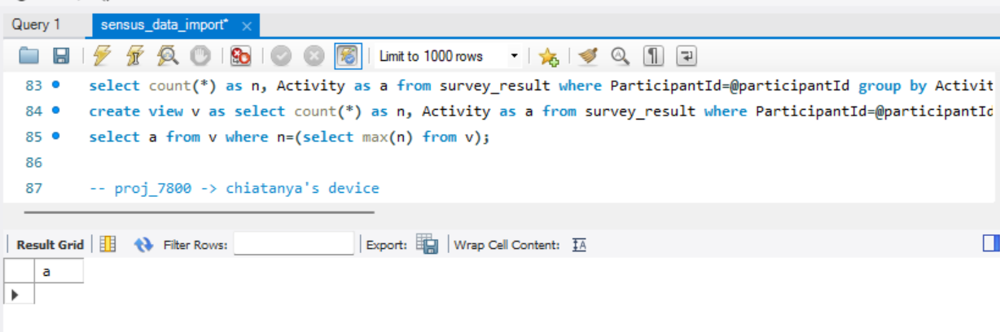 Query 1 sensus_data_import* ×
Limit to 1000 rows
83 select count(*) as n, Activity as a from survey_result where ParticipantId=@participantId group by Activit
84 create view v as select count(*) as n, Activity as a from survey_result where ParticipantId=@participantId
85 select a from v where n=(select max(n) from v);
86
87 -- proj_7800 -> chiatanya's device
Result Grid Filter Rows: Export: Wrap Cell Content:
a